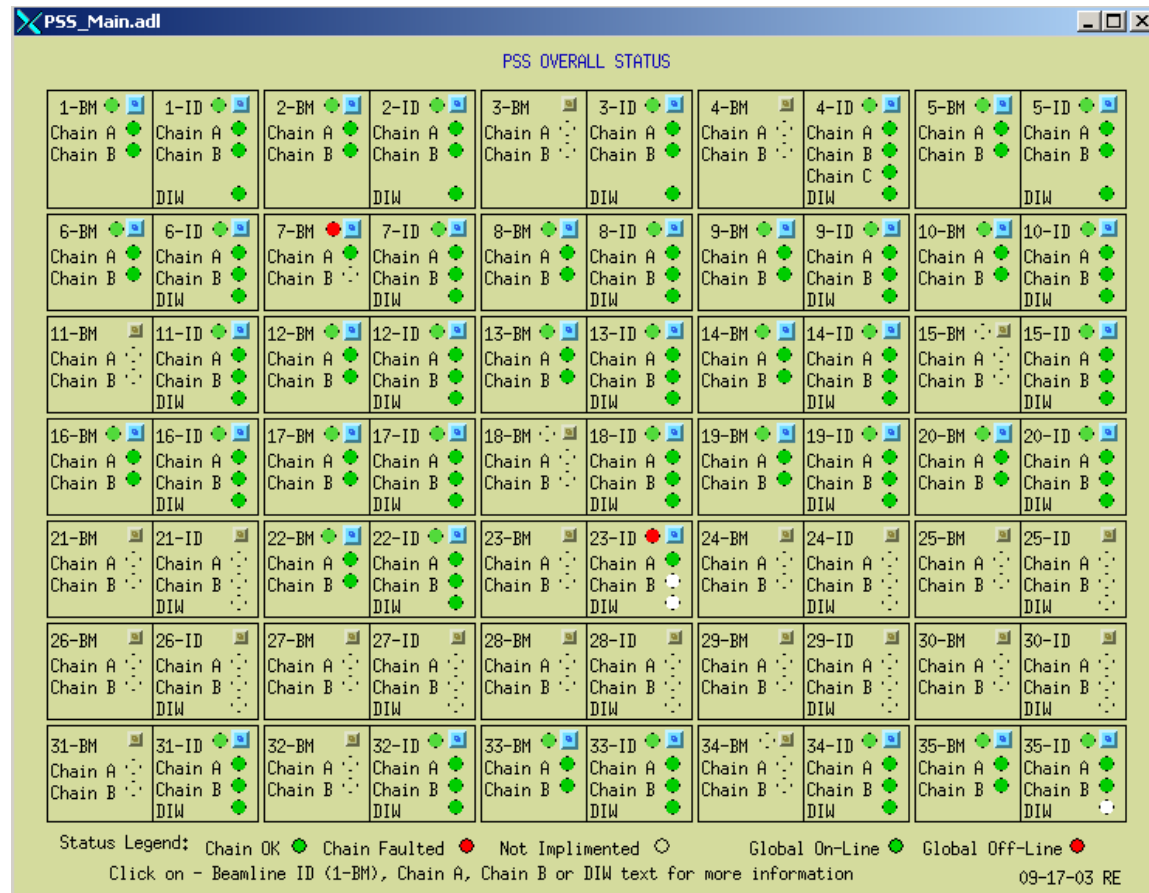 PSS_Main.adl
PSS OVERALL STATUS
1-BM 1-ID 2-BM 2-ID 3-BM 3-ID 4-BM 4-ID 5-BM 5-ID
Chain A Chain A Chain A Chain A Chain A Chain A Chain A Chain A Chain A Chain A
Chain B Chain B Chain B Chain B Chain B Chain B Chain B Chain B Chain B Chain B
Chain C
DIW DIW DIW DIW DIW
6-BM 6-ID 7-BM 7-ID 8-BM 8-ID 9-BM 9-ID 10-BM 10-ID
Chain A Chain A Chain A Chain A Chain A Chain A Chain A Chain A Chain A Chain A
Chain B Chain B Chain B Chain B Chain B Chain B Chain B Chain B Chain B Chain B
DIW DIW DIW DIW DIW
11-BM 11-ID 12-BM 12-ID 13-BM 13-ID 14-BM 14-ID 15-BM 15-ID
Chain A Chain A Chain A Chain A Chain A Chain A Chain A Chain A Chain A Chain A
Chain B Chain B Chain B Chain B Chain B Chain B Chain B Chain B Chain B Chain B
DIW DIW DIW DIW DIW
16-BM 16-ID 17-BM 17-ID 18-BM 18-ID 19-BM 19-ID 20-BM 20-ID
Chain A Chain A Chain A Chain A Chain A Chain A Chain A Chain A Chain A Chain A
Chain B Chain B Chain B Chain B Chain B Chain B Chain B Chain B Chain B Chain B
DIW DIW DIW DIW DIW
21-BM 21-ID 22-BM 22-ID 23-BM 23-ID 24-BM 24-ID 25-BM 25-ID
Chain A Chain A Chain A Chain A Chain A Chain A Chain A Chain A Chain A Chain A
Chain B Chain B Chain B Chain B Chain B Chain B Chain B Chain B Chain B Chain B
DIW DIW DIW DIW DIW
26-BM 26-ID 27-BM 27-ID 28-BM 28-ID 29-BM 29-ID 30-BM 30-ID
Chain A Chain A Chain A Chain A Chain A Chain A Chain A Chain A Chain A Chain A
Chain B Chain B Chain B Chain B Chain B Chain B Chain B Chain B Chain B Chain B
DIW DIW DIW DIW DIW
31-BM 31-ID 32-BM 32-ID 33-BM 33-ID 34-BM 34-ID 35-BM 35-ID
Chain A Chain A Chain A Chain A Chain A Chain A Chain A Chain A Chain A Chain A
Chain B Chain B Chain B Chain B Chain B Chain B Chain B Chain B Chain B Chain B
DIW DIW DIW DIW DIW
Status Legend: Chain OK Chain Faulted Not Implimented Global On-Line Global Off-Line
Click on - Beamline ID (1-BM), Chain A, Chain B or DIW text for more information 09-17-03 RE